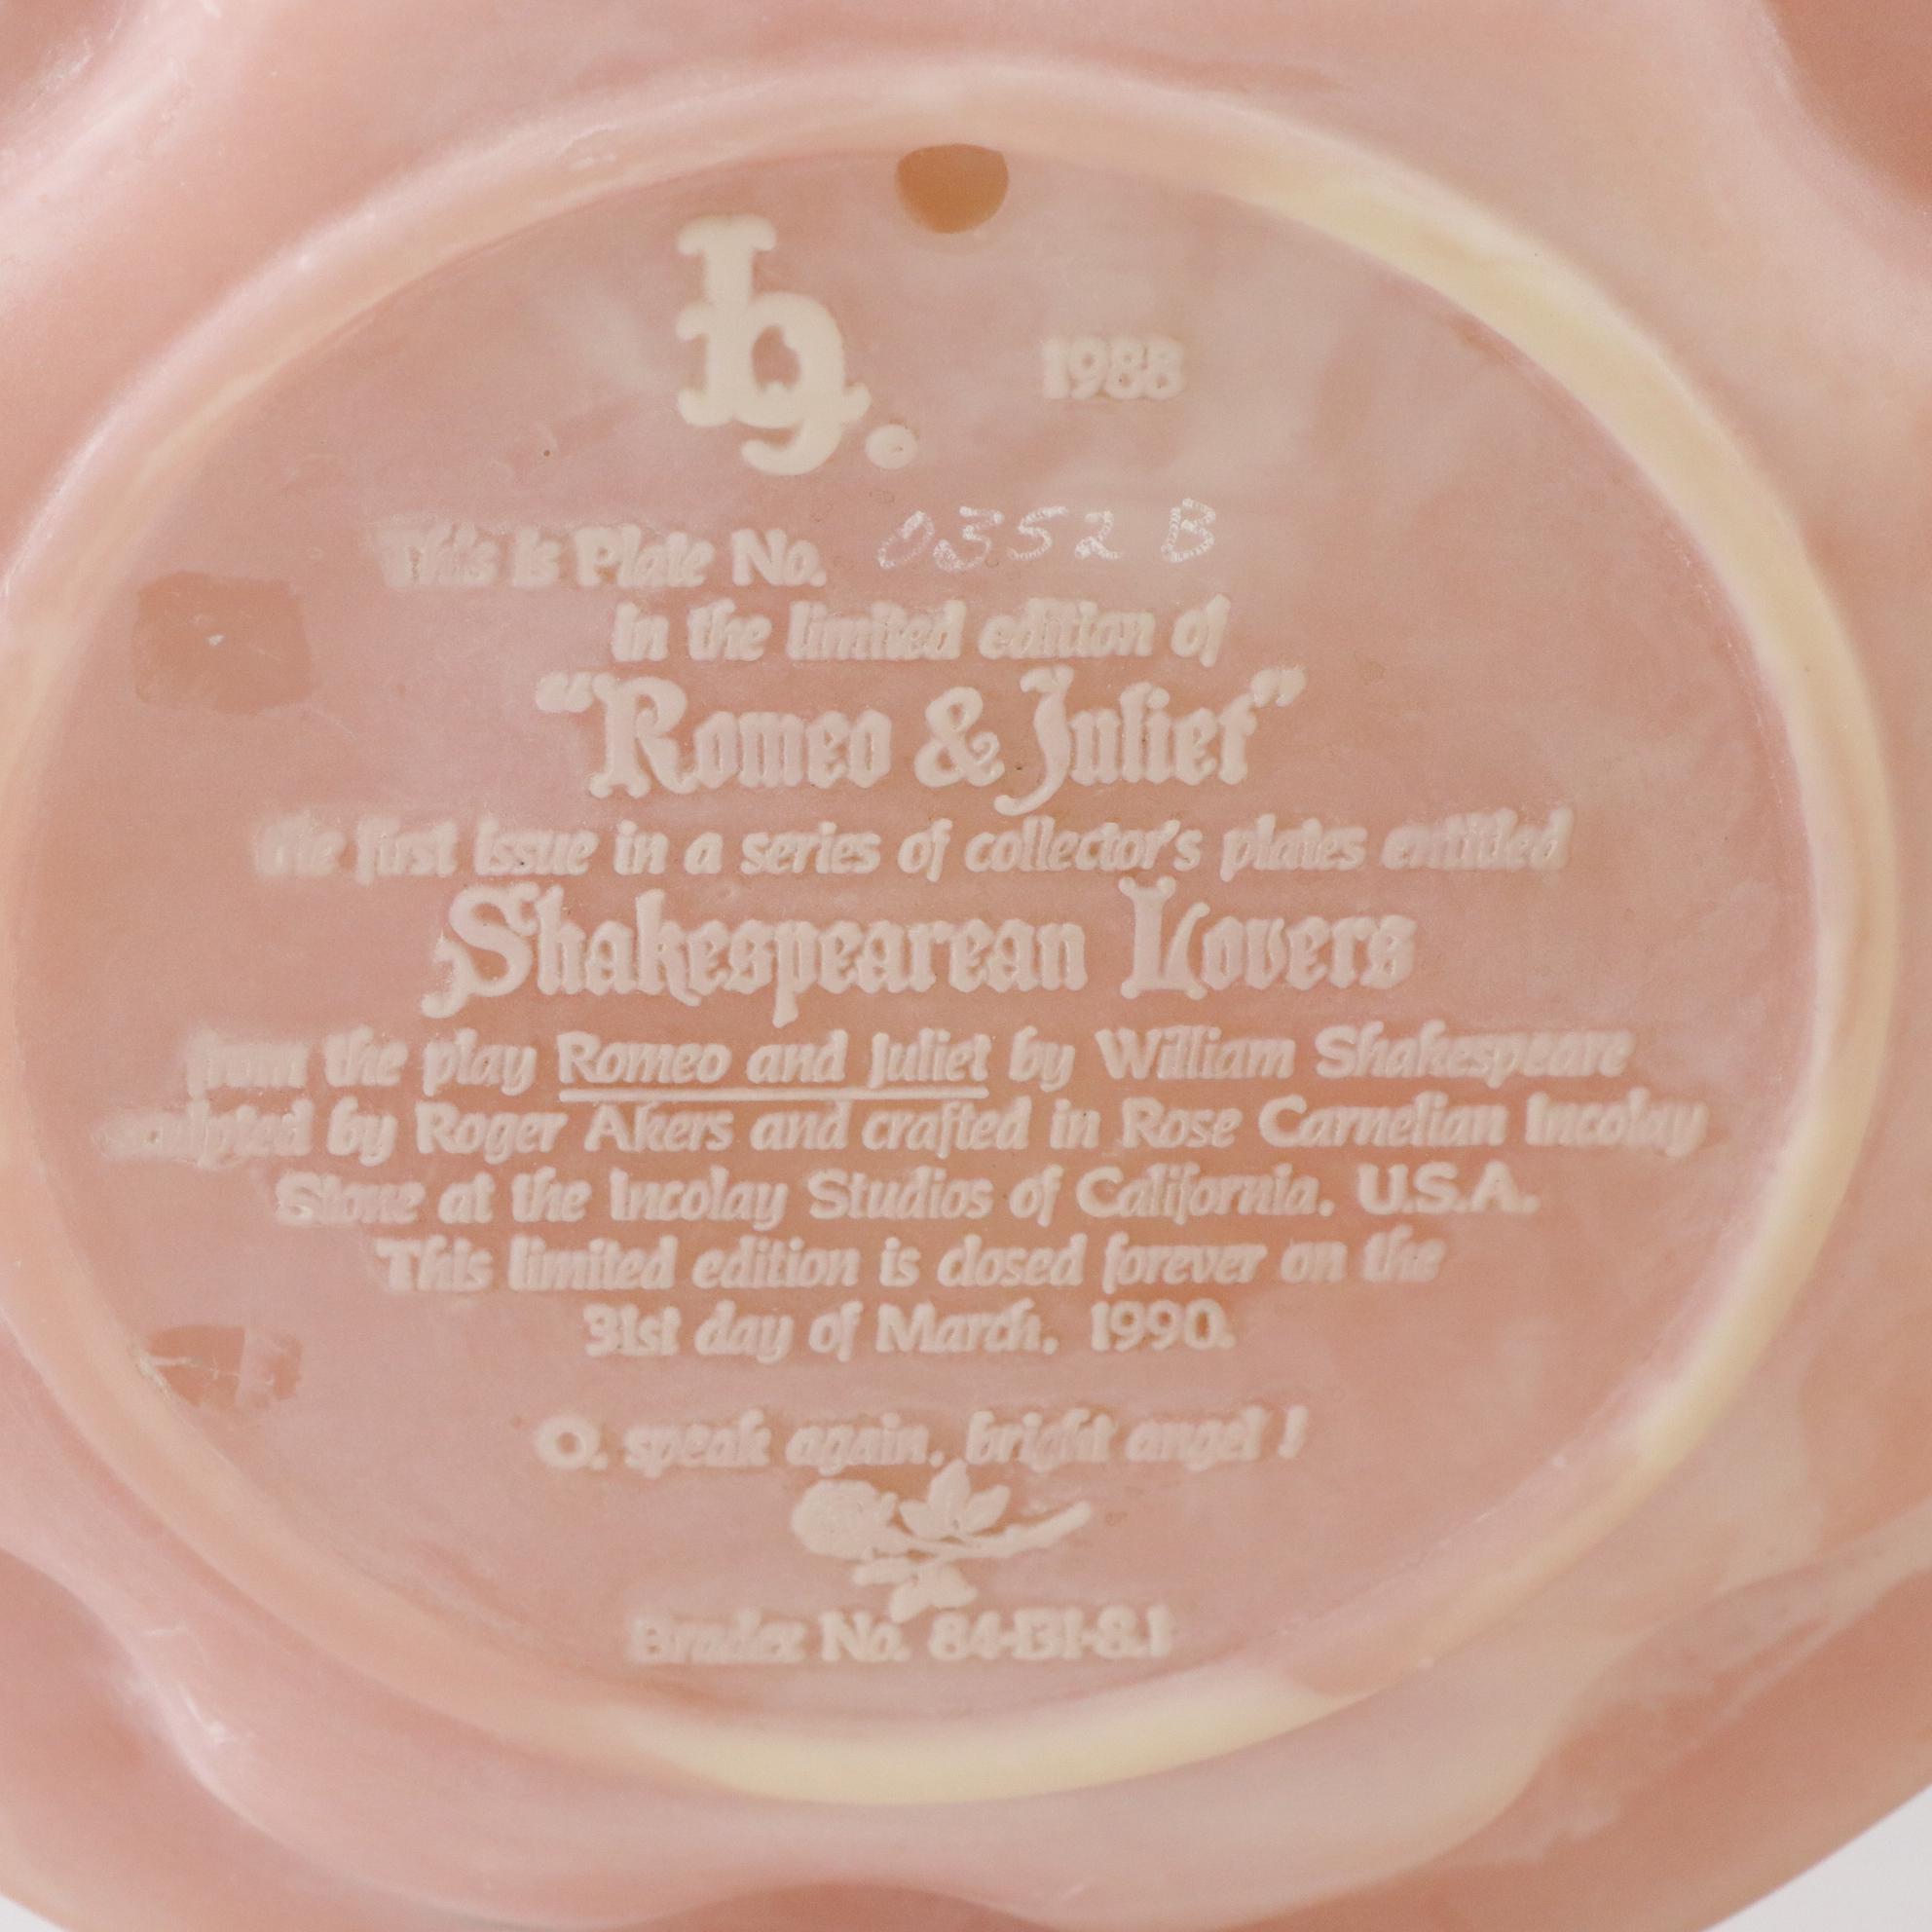 1988
This is Plate No. 0352 B
in the limited edition of
"Romeo & Juliet"
the first issue in a series of collector's plates entitled
Shakespearean Lovers
from the play Romeo and Juliet by William Shakespeare
sculpted by Roger Akers and crafted in Rose Carnelian Incolay
Stone at the Incolay Studios of California, U.S.A.
This limited edition is closed forever on the
31st day of March, 1990.
O, speak again, bright angel!
Bradex No. 84-I31-8.1